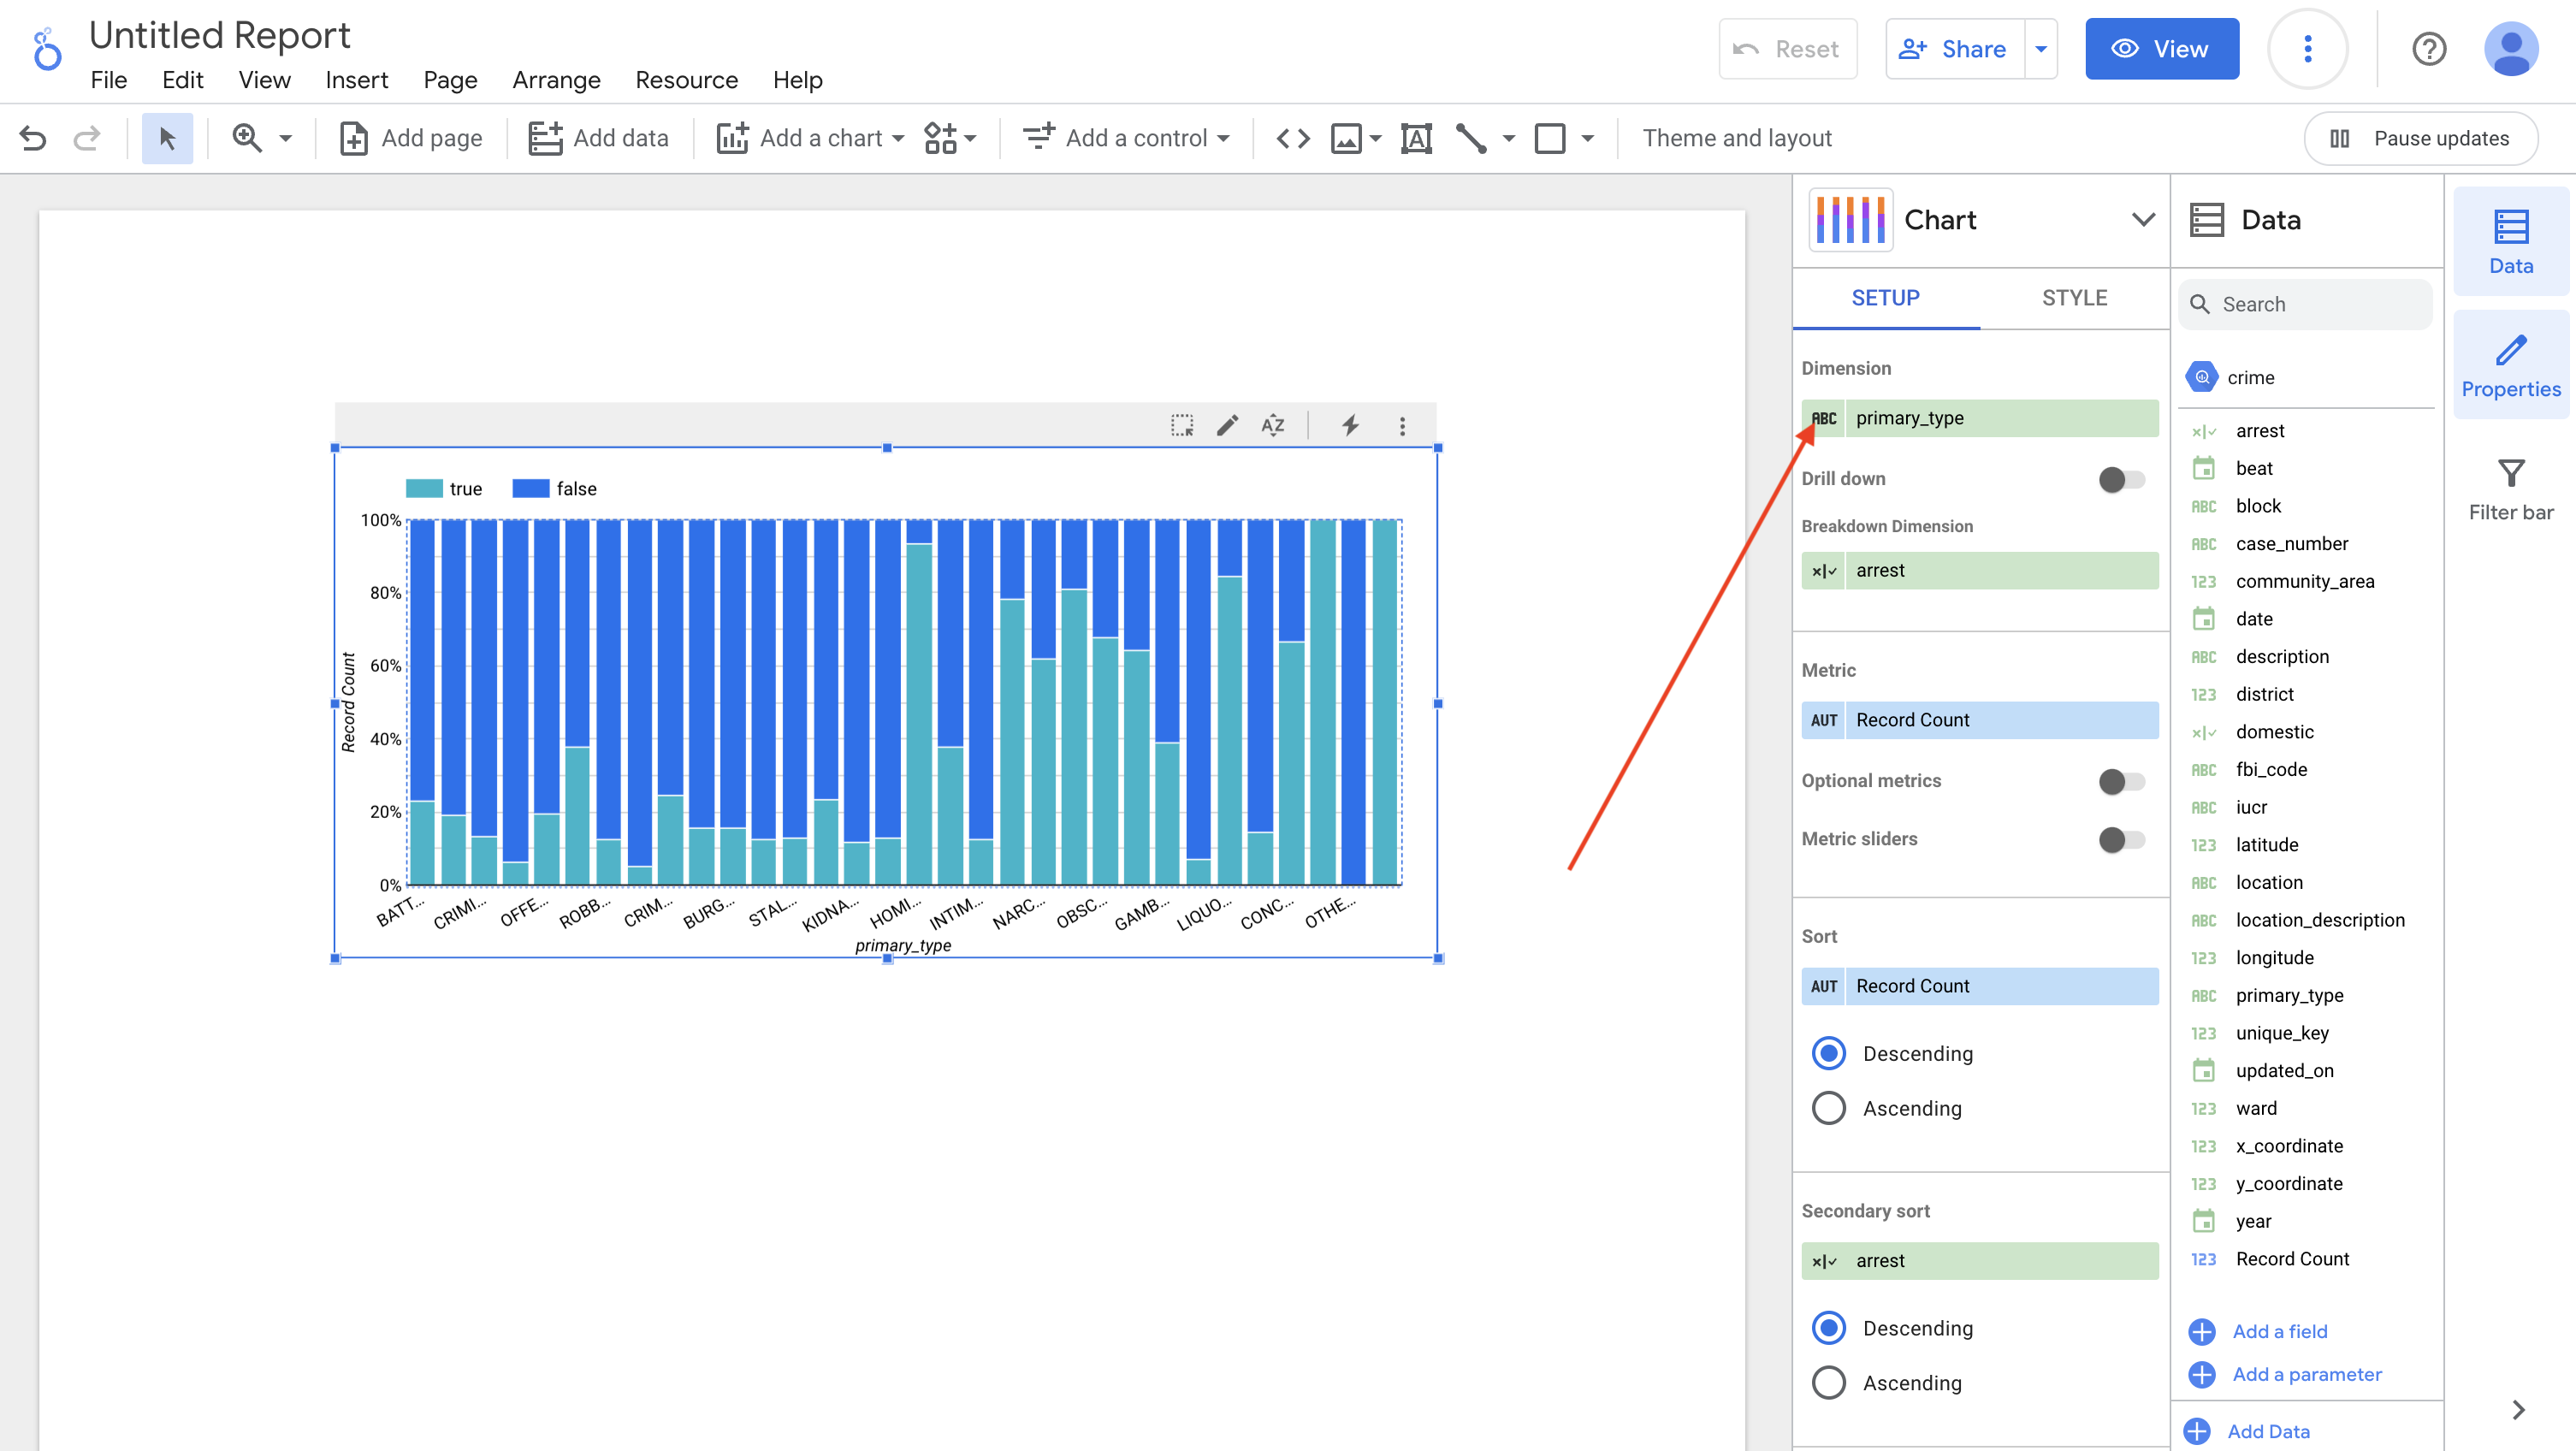 Untitled Report
File Edit View Insert Page Arrange Resource Help
Reset
Share
View
Add page
Add data
Add a chart
Add a control
Theme and layout
Pause updates
true false
100%
80%
60%
40%
20%
0%
Record Count
BATT... CRIMI... OFFE... ROBB... CRIM... BURG... STAL... KIDNA... HOMI... INTIM... NARC... OBSC... GAMB... LIQUO... CONC... OTHE...
primary_type
Chart
SETUP STYLE
Dimension
ABC primary_type
Drill down
Breakdown Dimension
arrest
Metric
AUT Record Count
Optional metrics
Metric sliders
Sort
AUT Record Count
Descending
Ascending
Secondary sort
arrest
Descending
Ascending
Data
Search
crime
arrest
beat
ABC block
ABC case_number
123 community_area
date
ABC description
123 district
domestic
ABC fbi_code
ABC iucr
123 latitude
ABC location
ABC location_description
123 longitude
ABC primary_type
123 unique_key
updated_on
123 ward
123 x_coordinate
123 y_coordinate
year
123 Record Count
Add a field
Add a parameter
Add Data
Data
Properties
Filter bar